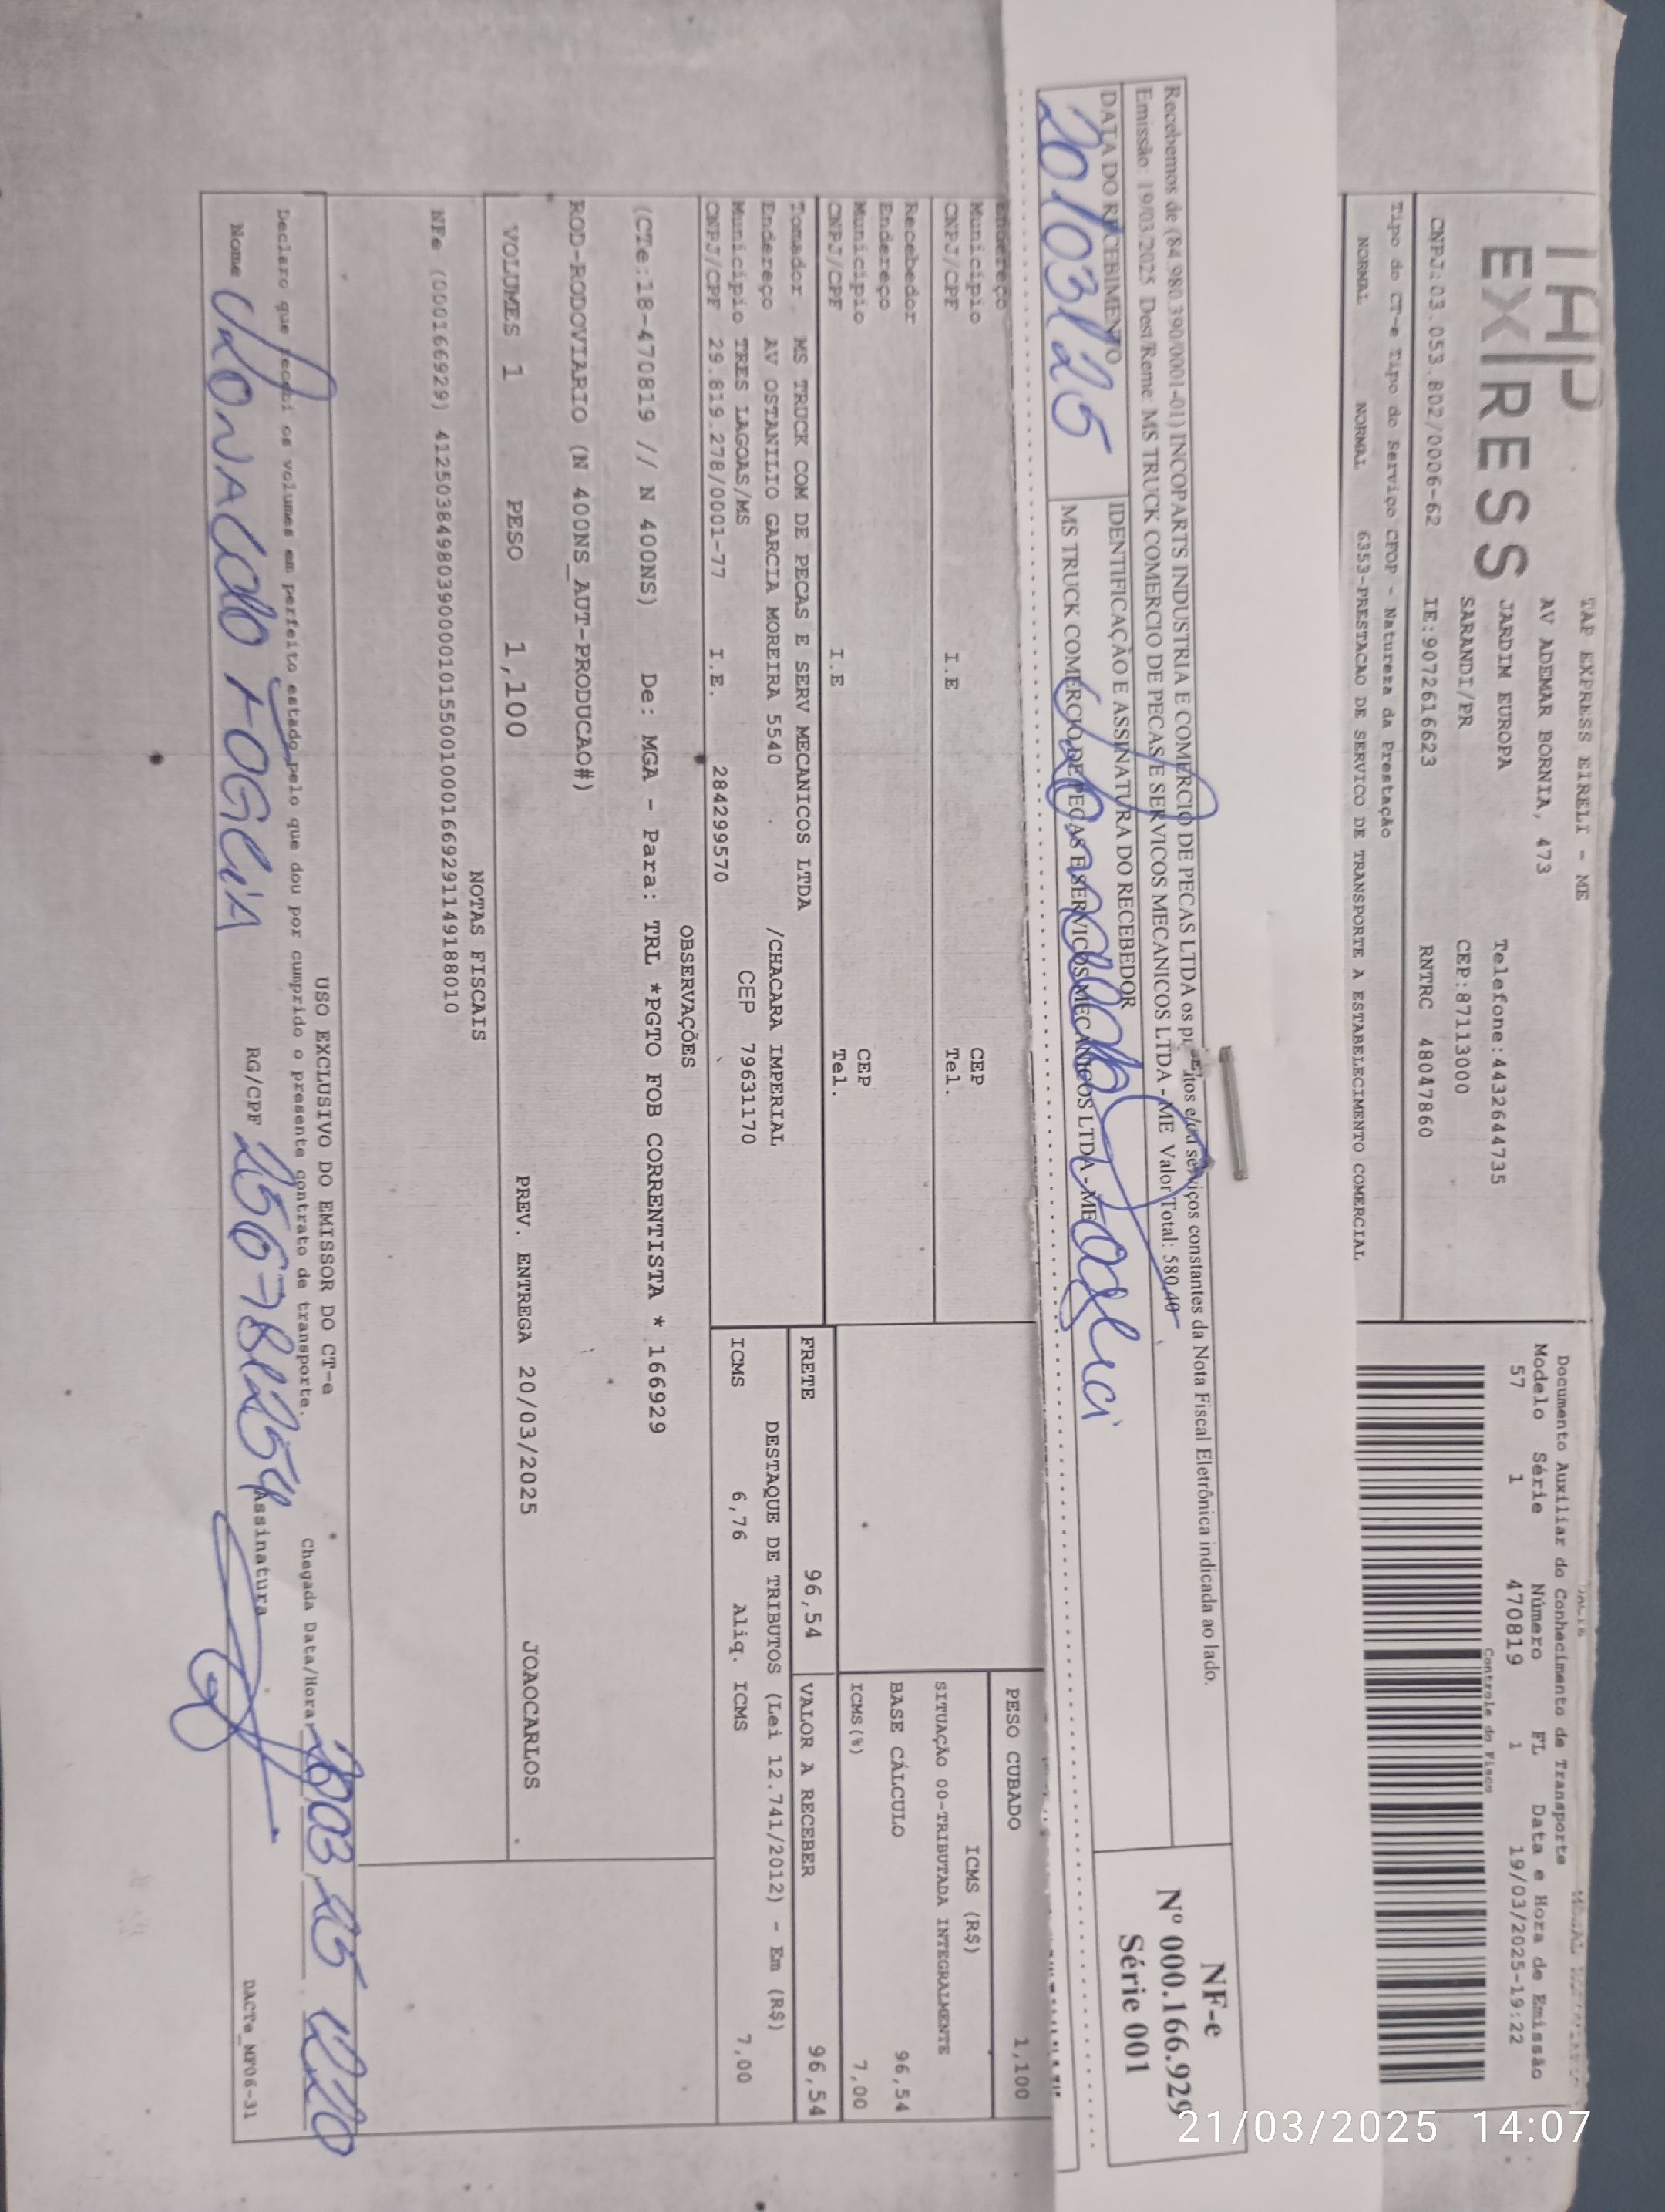 TAP EXPRESS
TAP EXPRESS EIRELI - ME
AV ADEMAR BORNIA, 473
JARDIM EUROPA Telefone:4432644735
SARANDI/PR CEP:87113000
CNPJ:03.053.802/0006-62 IE:9072616623 RNTRC 48047860
Tipo do CT-e Tipo do Serviço CFOP - Natureza da Prestação
NORMAL NORMAL 6353-PRESTACAO DE SERVICO DE TRANSPORTE A ESTABELECIMENTO COMERCIAL
Documento Auxiliar do Conhecimento de Transporte
Modelo Série Número FL Data e Hora de Emissão
57 1 470819 1 19/03/2025-19:22
Controle do Fisco
Recebemos de (84.980.390/0001-01) INCOPARTS INDUSTRIA E COMERCIO DE PECAS LTDA os produtos e/ou serviços constantes da Nota Fiscal Eletrônica indicada ao lado.
Emissão: 19/03/2025 Dest/Reme: MS TRUCK COMERCIO DE PECAS E SERVICOS MECANICOS LTDA - ME Valor Total: 580,40
DATA DO RECEBIMENTO IDENTIFICAÇÃO E ASSINATURA DO RECEBEDOR
20/03/25 MS TRUCK COMERCIO DE PECAS E SERVICOS MECANICOS LTDA - ME
NF-e
Nº 000.166.929
Série 001
Endereço
Município CEP
CNPJ/CPF I.E Tel.
Recebedor
Endereço
Município CEP
CNPJ/CPF I.E Tel.
PESO CUBADO 1,100
ICMS (R$)
SITUAÇÃO 00-TRIBUTADA INTEGRALMENTE
BASE CÁLCULO 96,54
ICMS(%) 7,00
Tomador MS TRUCK COM DE PECAS E SERV MECANICOS LTDA
Endereço AV OSTANILIO GARCIA MOREIRA 5540 /CHACARA IMPERIAL
Município TRES LAGOAS/MS CEP 79631170
CNPJ/CPF 29.819.278/0001-77 I.E. 284299570
FRETE 96,54 VALOR A RECEBER 96,54
DESTAQUE DE TRIBUTOS (Lei 12.741/2012) - Em (R$)
ICMS 6,76 Aliq. ICMS 7,00
OBSERVAÇÕES
(CTe:18-470819 // N 400NS) De: MGA - Para: TRL *PGTO FOB CORRENTISTA * 166929
ROD-RODOVIARIO (N 400NS_AUT-PRODUCAO#)
VOLUMES 1 PESO 1,100 PREV. ENTREGA 20/03/2025 JOAOCARLOS
NOTAS FISCAIS
NFe (000166929) 41250384980390000101550010001669291149188010
USO EXCLUSIVO DO EMISSOR DO CT-e
Declaro que recebi os volumes em perfeito estado pelo que dou por cumprido o presente contrato de transporte. Chegada Data/Hora
Nome RG/CPF Assinatura
DACTe_MF06-31
21/03/2025 14:07